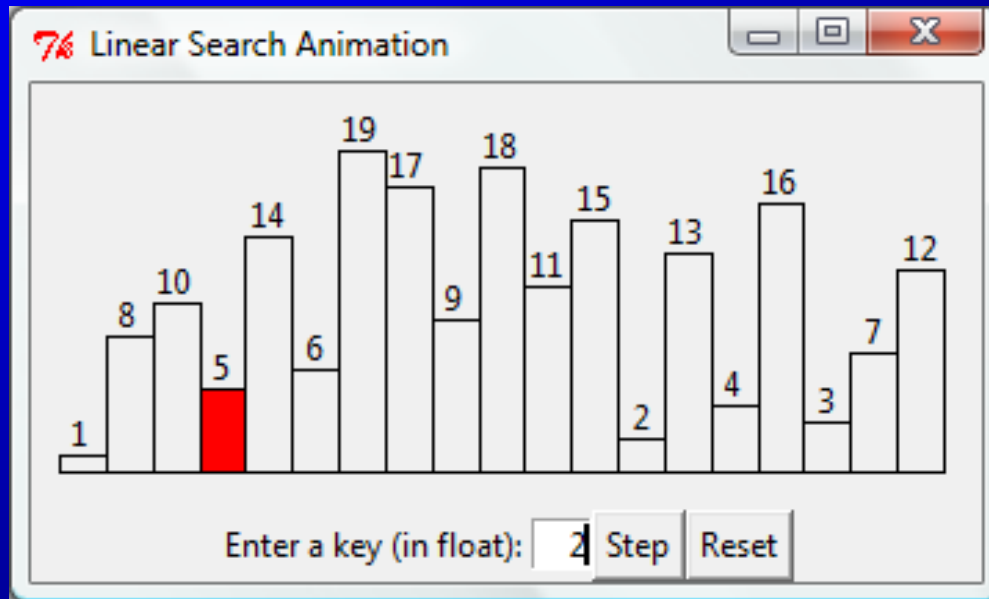 Linear Search Animation
1 8 10 5 14 6 19 17 9 18 11 15 2 13 4 16 3 7 12
Enter a key (in float): 2 Step Reset